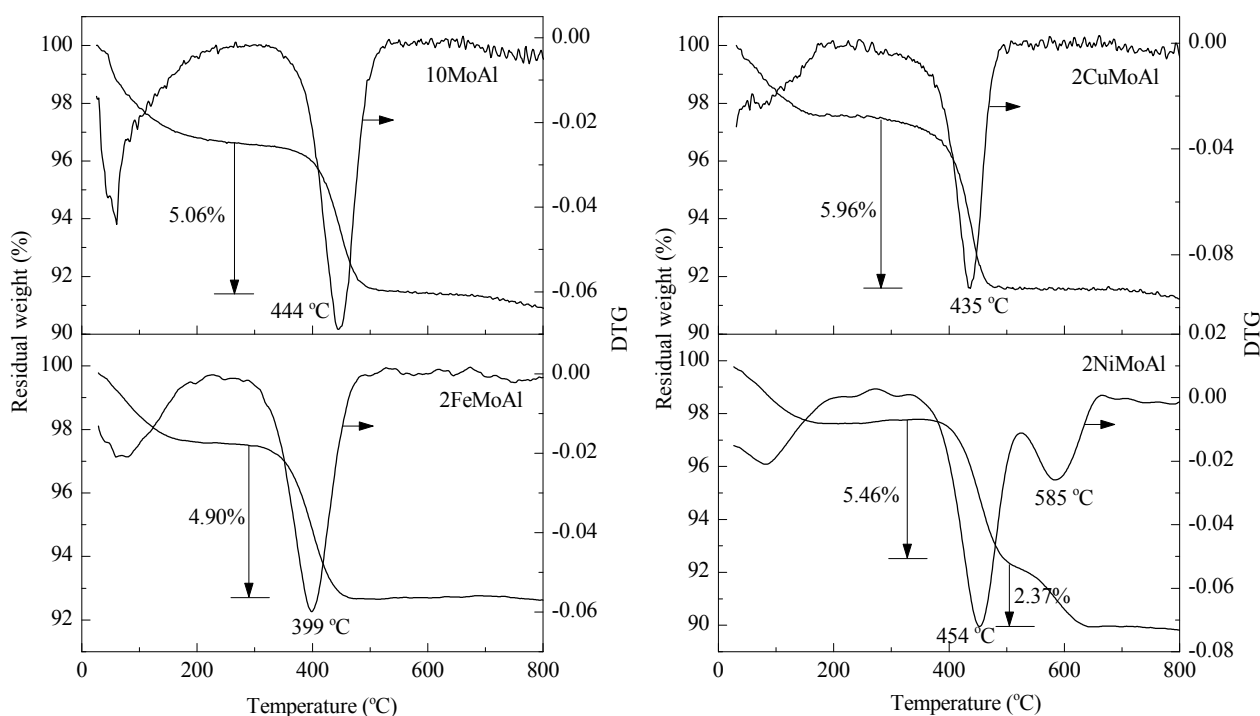 100
98
96
94
92
90
0.00
-0.02
-0.04
-0.06
10MoAl
5.06%
444 ºC
100
98
96
94
92
0.00
-0.02
-0.04
-0.06
2FeMoAl
4.90%
399 ºC
0 200 400 600 800
Temperature (ºC)
Residual weight (%)
DTG
100
98
96
94
92
90
0.00
-0.04
-0.08
2CuMoAl
5.96%
435 ºC
100
98
96
94
92
90
0.02
0.00
-0.02
-0.04
-0.06
-0.08
2NiMoAl
5.46%
585 ºC
2.37%
454 ºC
0 200 400 600 800
Temperature (ºC)
Residual weight (%)
DTG